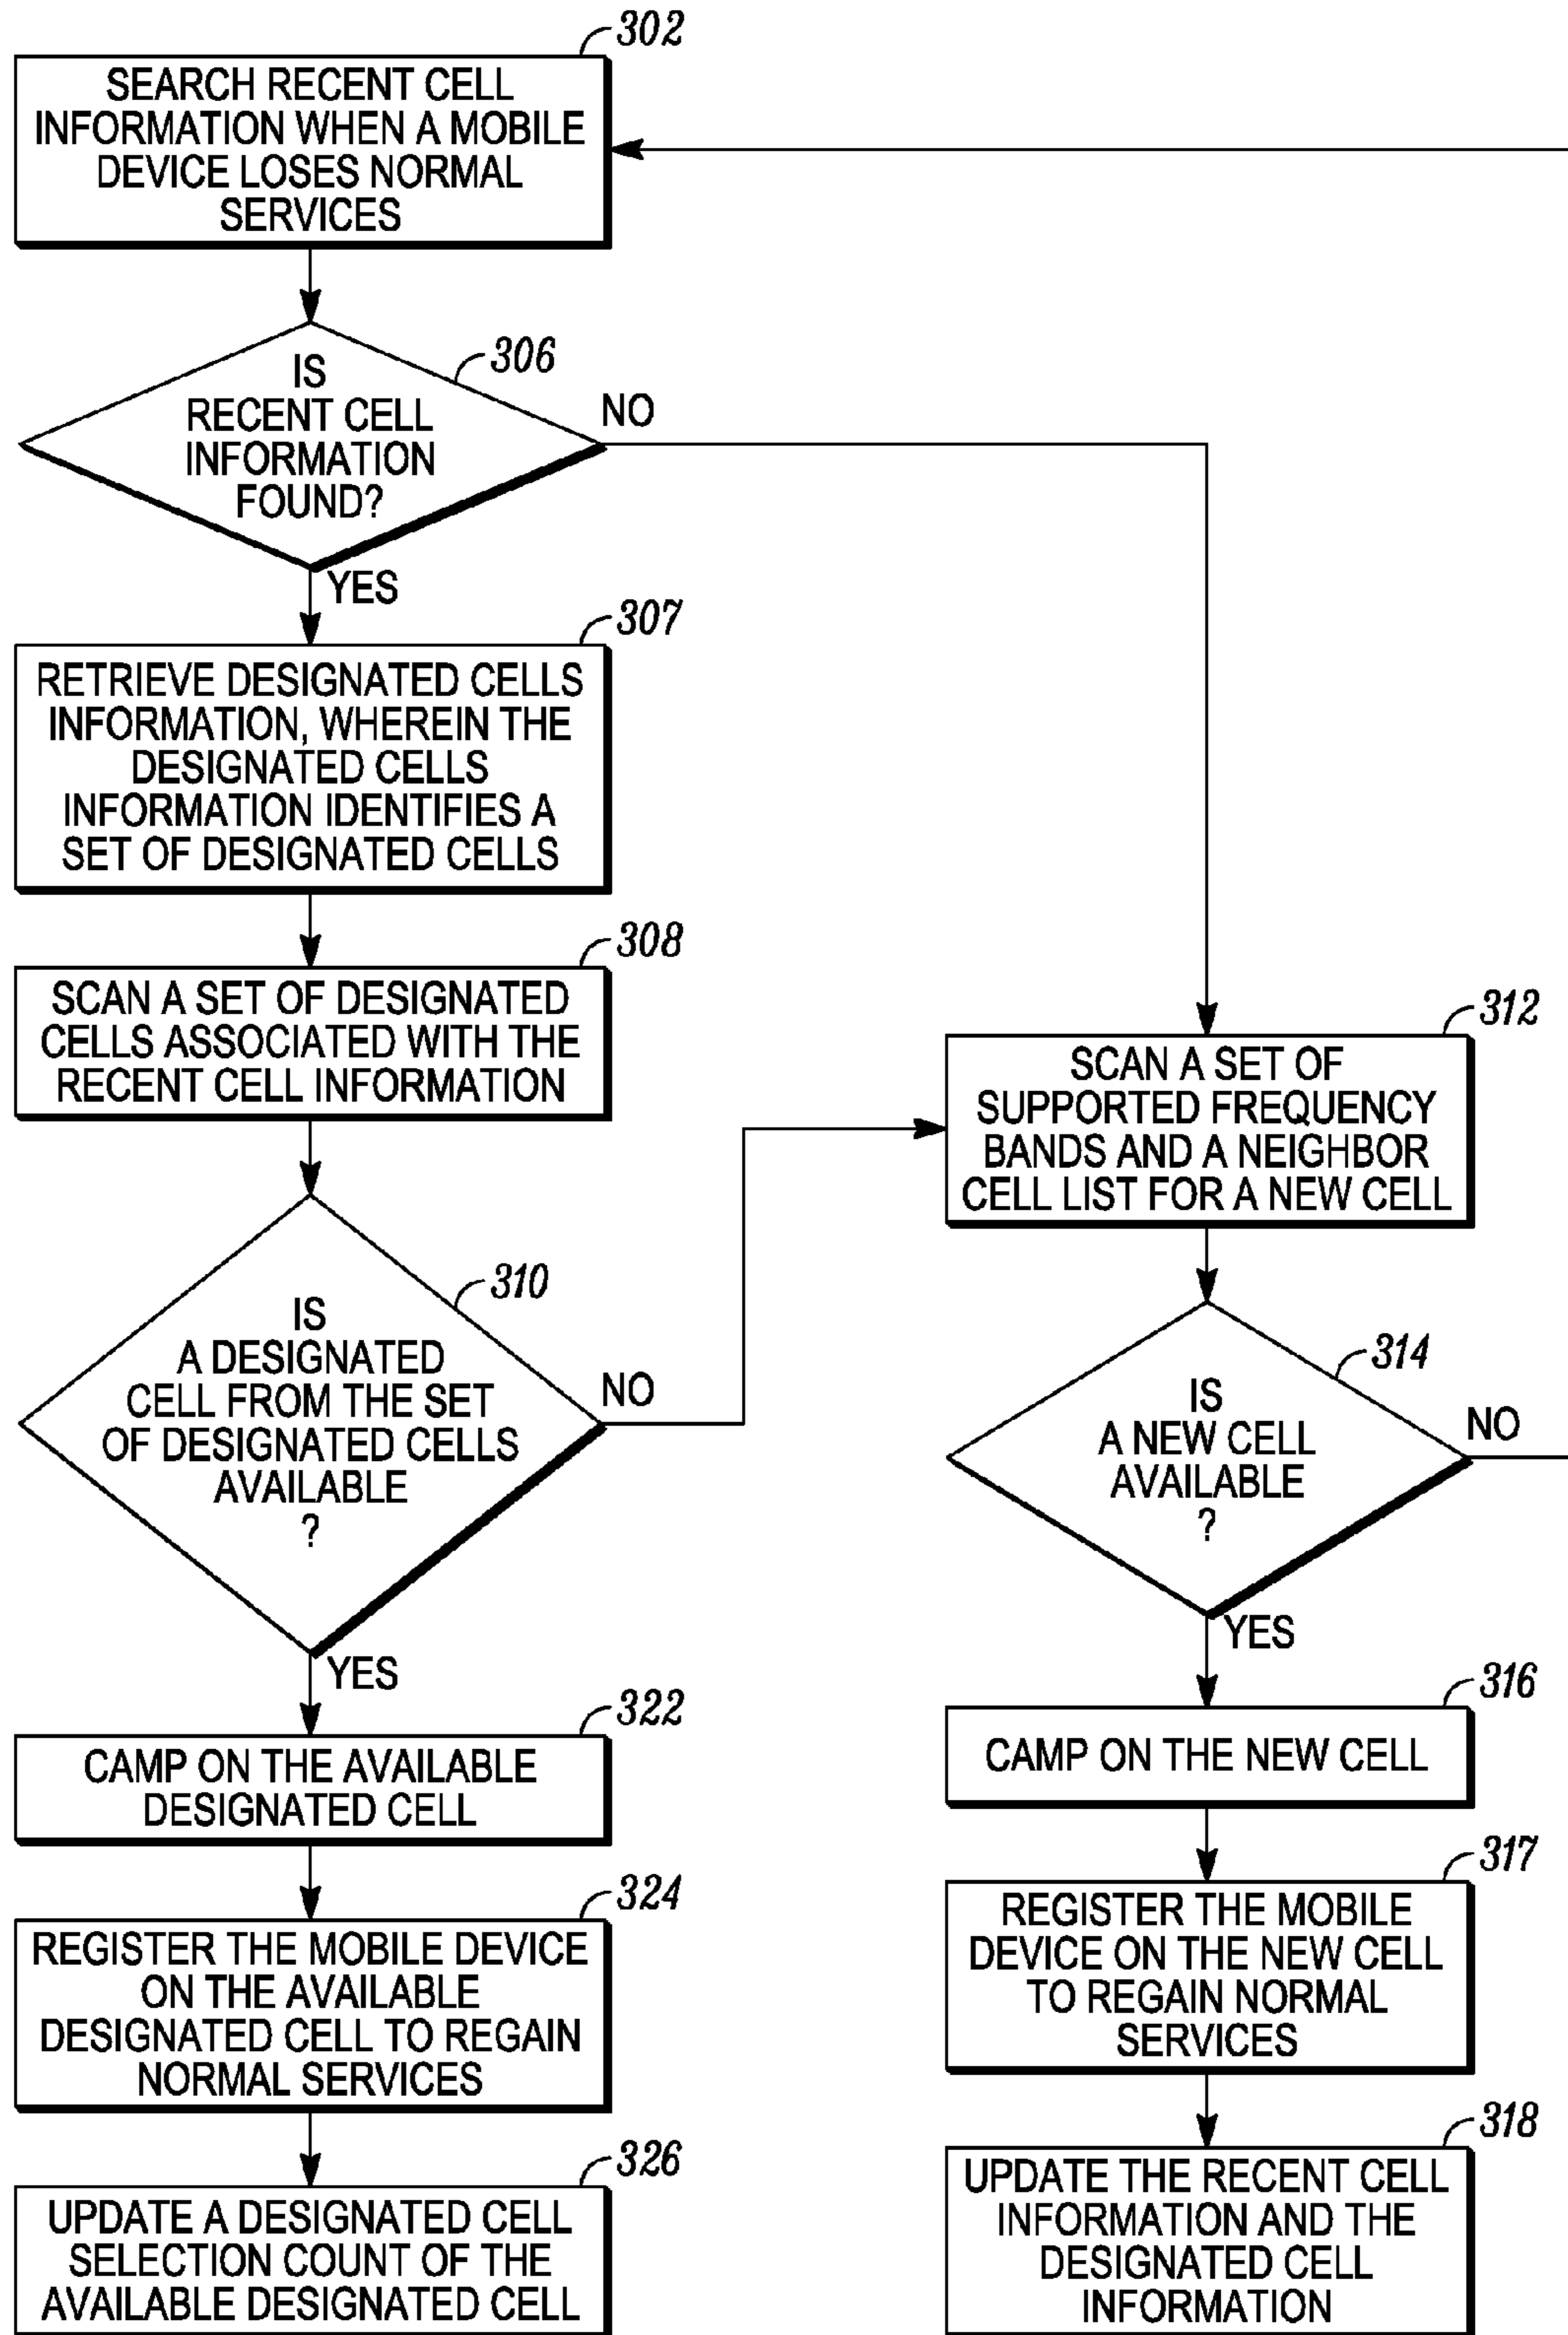 302
SEARCH RECENT CELL
INFORMATION WHEN A MOBILE
DEVICE LOSES NORMAL
SERVICES
306
IS
RECENT CELL
INFORMATION
FOUND?
NO
YES
307
RETRIEVE DESIGNATED CELLS
INFORMATION, WHEREIN THE
DESIGNATED CELLS
INFORMATION IDENTIFIES A
SET OF DESIGNATED CELLS
308
SCAN A SET OF DESIGNATED
CELLS ASSOCIATED WITH THE
RECENT CELL INFORMATION
310
IS
A DESIGNATED
CELL FROM THE SET
OF DESIGNATED CELLS
AVAILABLE
?
NO
YES
322
CAMP ON THE AVAILABLE
DESIGNATED CELL
324
REGISTER THE MOBILE DEVICE
ON THE AVAILABLE
DESIGNATED CELL TO REGAIN
NORMAL SERVICES
326
UPDATE A DESIGNATED CELL
SELECTION COUNT OF THE
AVAILABLE DESIGNATED CELL
312
SCAN A SET OF
SUPPORTED FREQUENCY
BANDS AND A NEIGHBOR
CELL LIST FOR A NEW CELL
314
IS
A NEW CELL
AVAILABLE
?
NO
YES
316
CAMP ON THE NEW CELL
317
REGISTER THE MOBILE
DEVICE ON THE NEW CELL
TO REGAIN NORMAL
SERVICES
318
UPDATE THE RECENT CELL
INFORMATION AND THE
DESIGNATED CELL
INFORMATION